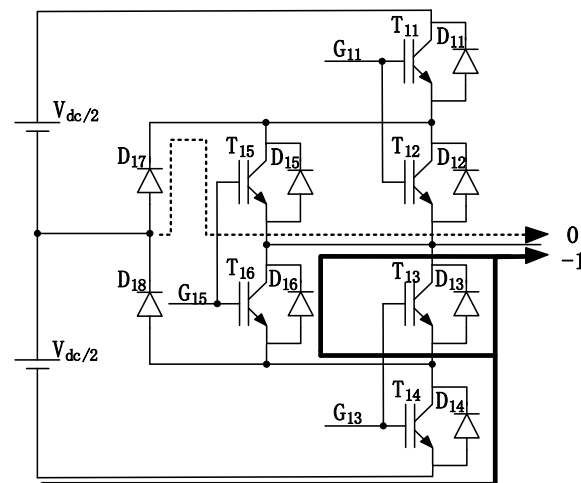 T11
D11
G11
Vdc/2
T12
D12
D17
T15
D15
0
-1
D18
T16
D16
T13
D13
G15
Vdc/2
T14
D14
G13